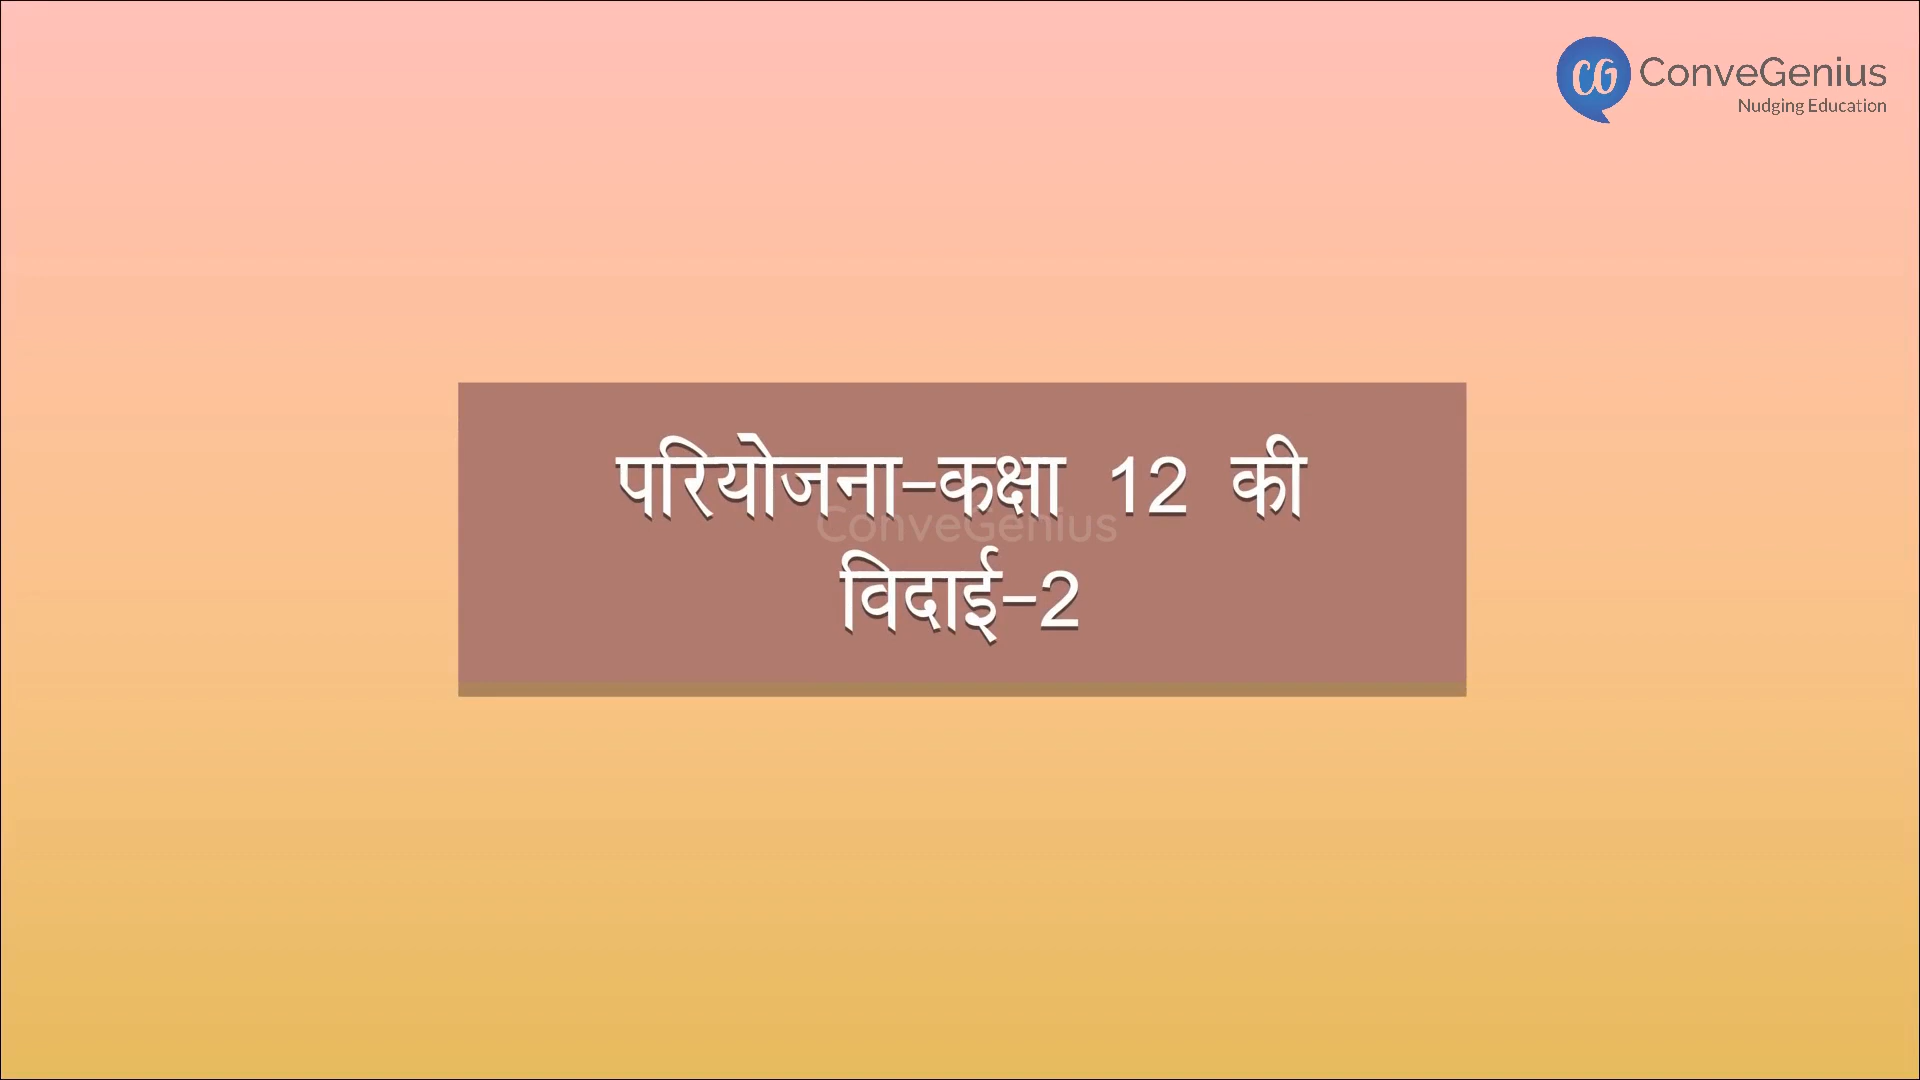 ConveGenius
Nudging Education
परियोजना-कक्षा 12 की
ConveGenius
विदाई-2